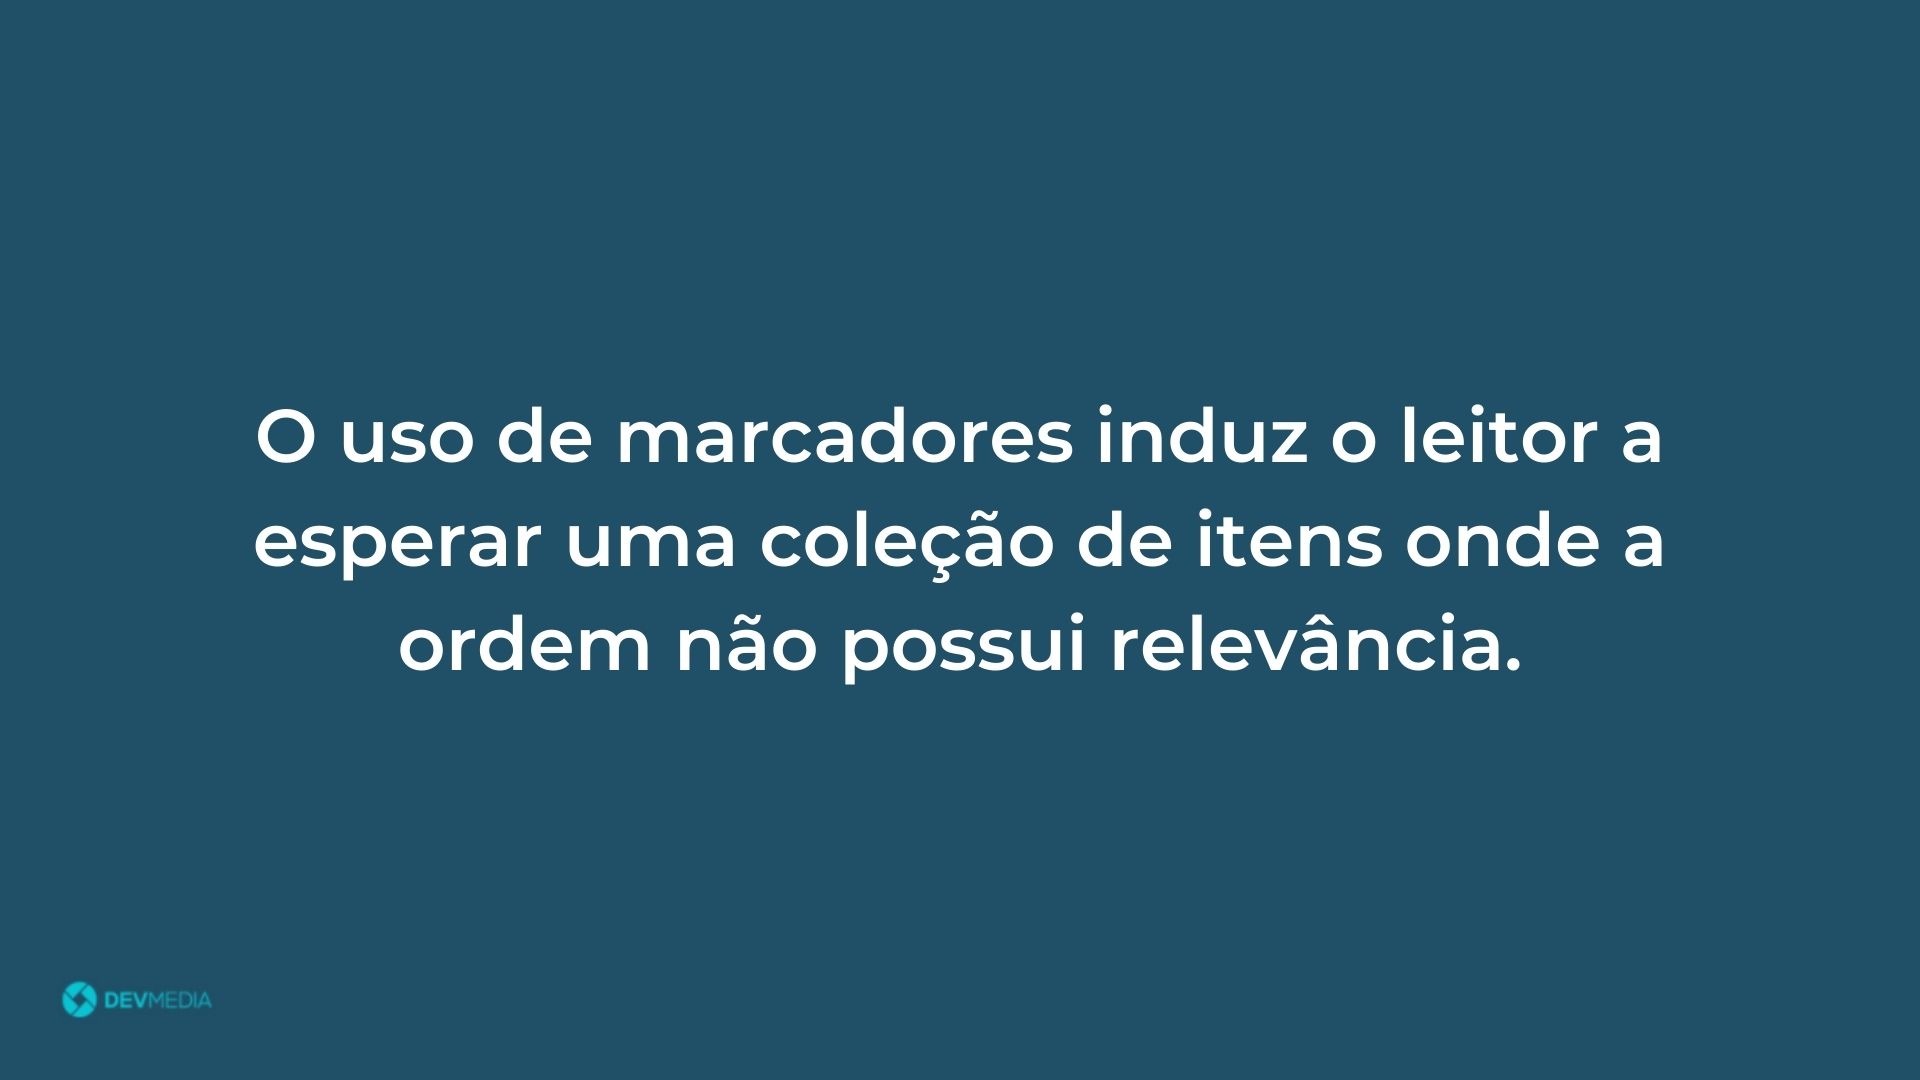 O uso de marcadores induz o leitor a
esperar uma coleção de itens onde a
ordem não possui relevância.
DEVMEDIA